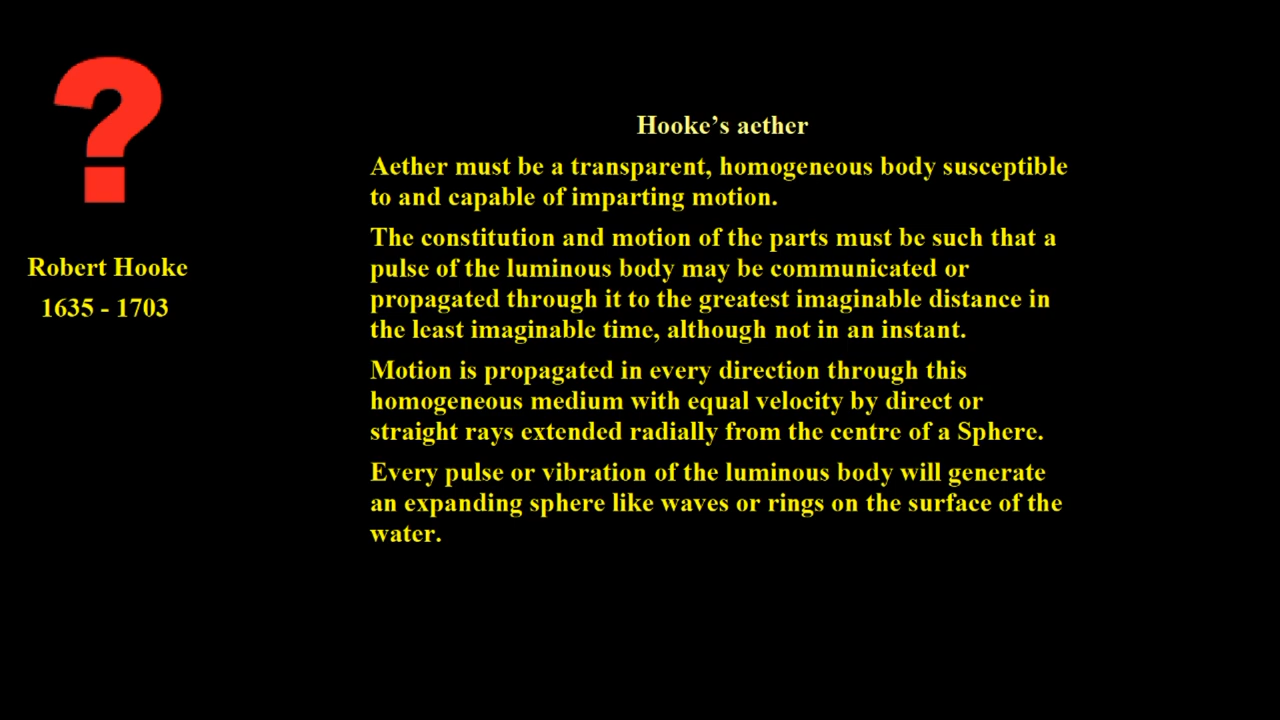 ?
Robert Hooke
1635 - 1703
Hooke’s aether
Aether must be a transparent, homogeneous body susceptible
to and capable of imparting motion.
The constitution and motion of the parts must be such that a
pulse of the luminous body may be communicated or
propagated through it to the greatest imaginable distance in
the least imaginable time, although not in an instant.
Motion is propagated in every direction through this
homogeneous medium with equal velocity by direct or
straight rays extended radially from the centre of a Sphere.
Every pulse or vibration of the luminous body will generate
an expanding sphere like waves or rings on the surface of the
water.